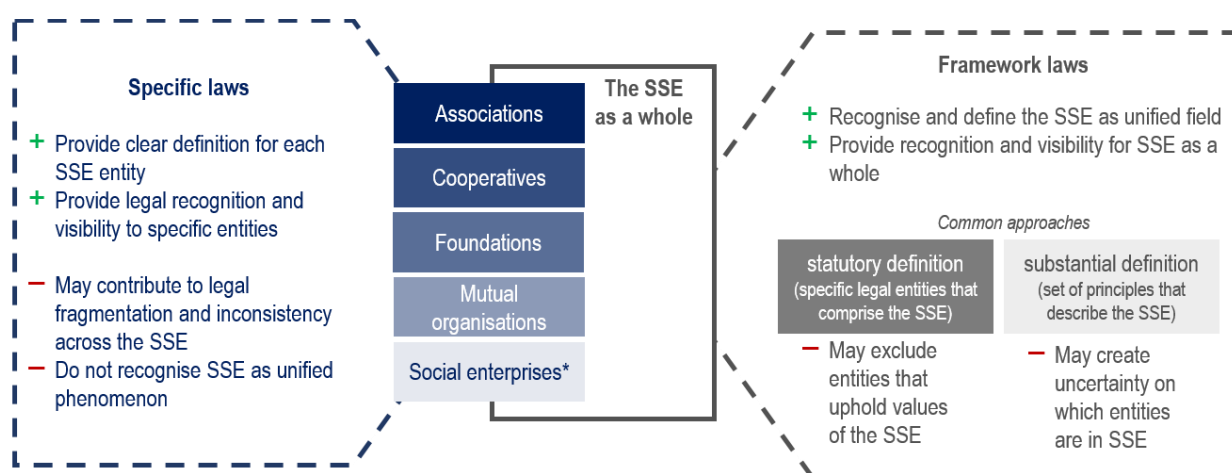 Specific laws
+ Provide clear definition for each
SSE entity
+ Provide legal recognition and
visibility to specific entities
− May contribute to legal
fragmentation and inconsistency
across the SSE
− Do not recognise SSE as unified
phenomenon
Associations
Cooperatives
Foundations
Mutual
organisations
Social enterprises*
The SSE
as a whole
Framework laws
+ Recognise and define the SSE as unified field
+ Provide recognition and visibility for SSE as a
whole
Common approaches
statutory definition
(specific legal entities that
comprise the SSE)
− May exclude
entities that
uphold values
of the SSE
substantial definition
(set of principles that
describe the SSE)
− May create
uncertainty on
which entities
are in SSE